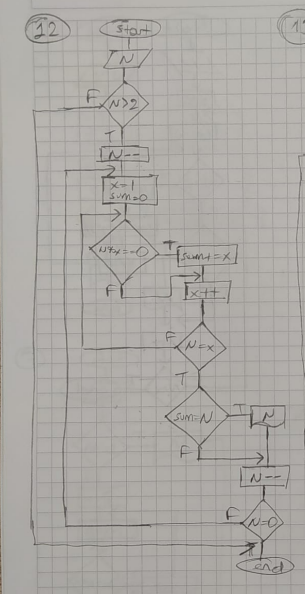 12
start
N
F
N>2
T
N--
x=1
sum=0
N%x==0
T
sum+=x
F
x++
F
N=x
T
sum=N
T
N
F
N--
F
N=0
end